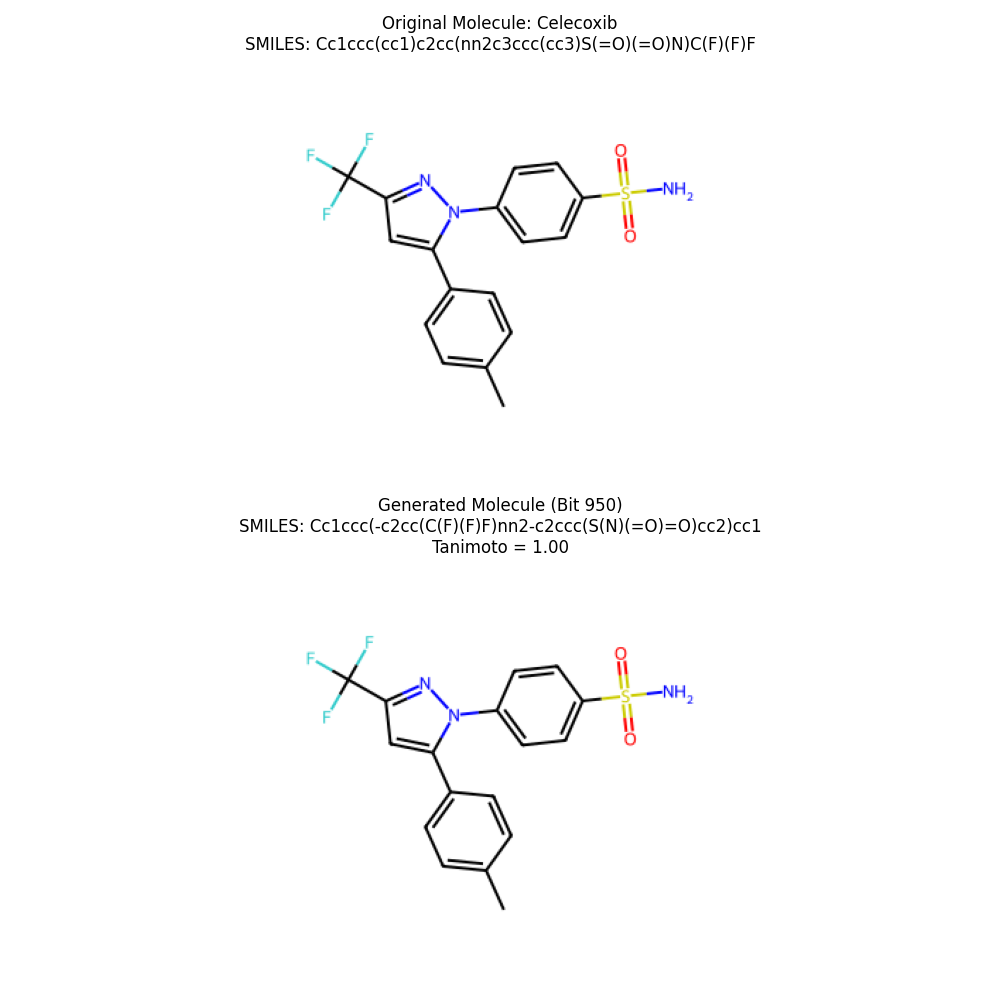 Original Molecule: Celecoxib
SMILES: Cc1ccc(cc1)c2cc(nn2c3ccc(cc3)S(=O)(=O)N)C(F)(F)F
F
F
O
N
NH2
S
N
F
O
Generated Molecule (Bit 950)
SMILES: Cc1ccc(-c2cc(C(F)(F)F)nn2-c2ccc(S(N)(=O)=O)cc2)cc1
Tanimoto = 1.00
F
O
F
N
NH2
S
N
F
O